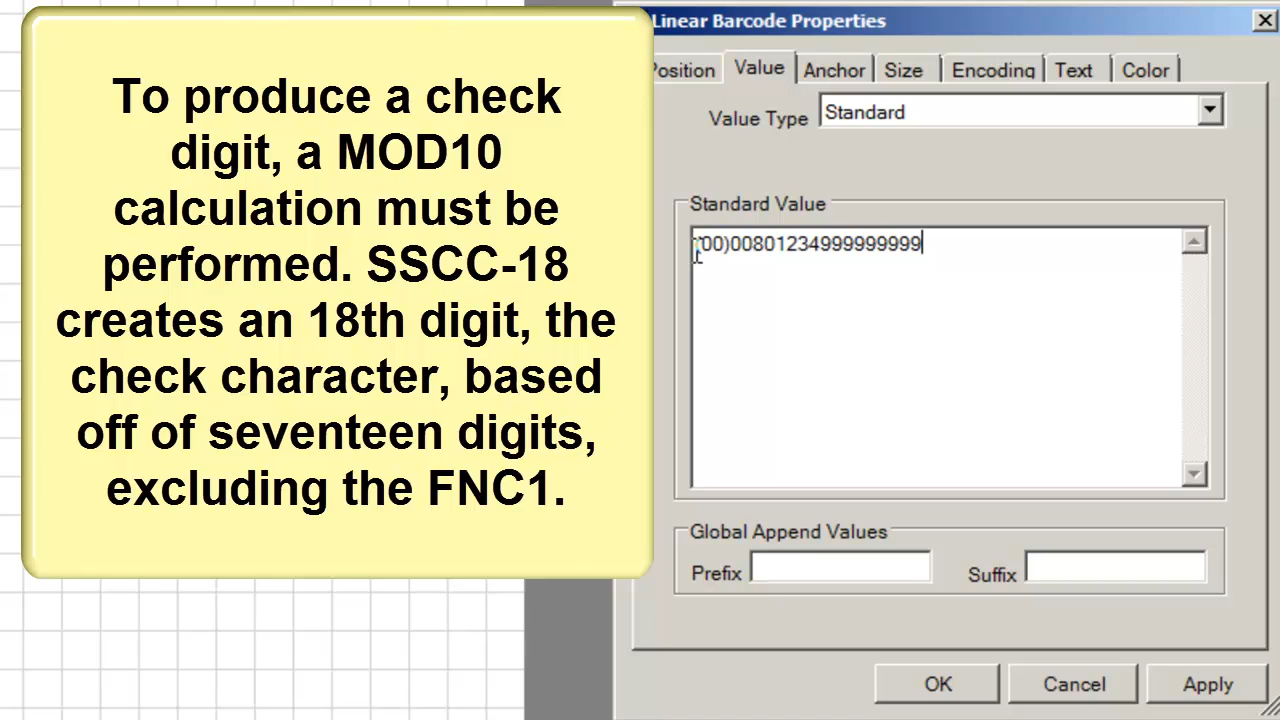 To produce a check
digit, a MOD10
calculation must be
performed. SSCC-18
creates an 18th digit, the
check character, based
off of seventeen digits,
excluding the FNC1.
Linear Barcode Properties
Position Value Anchor Size Encoding Text Color
Value Type Standard
Standard Value
(00)00801234999999999
Global Append Values
Prefix Suffix
OK Cancel Apply